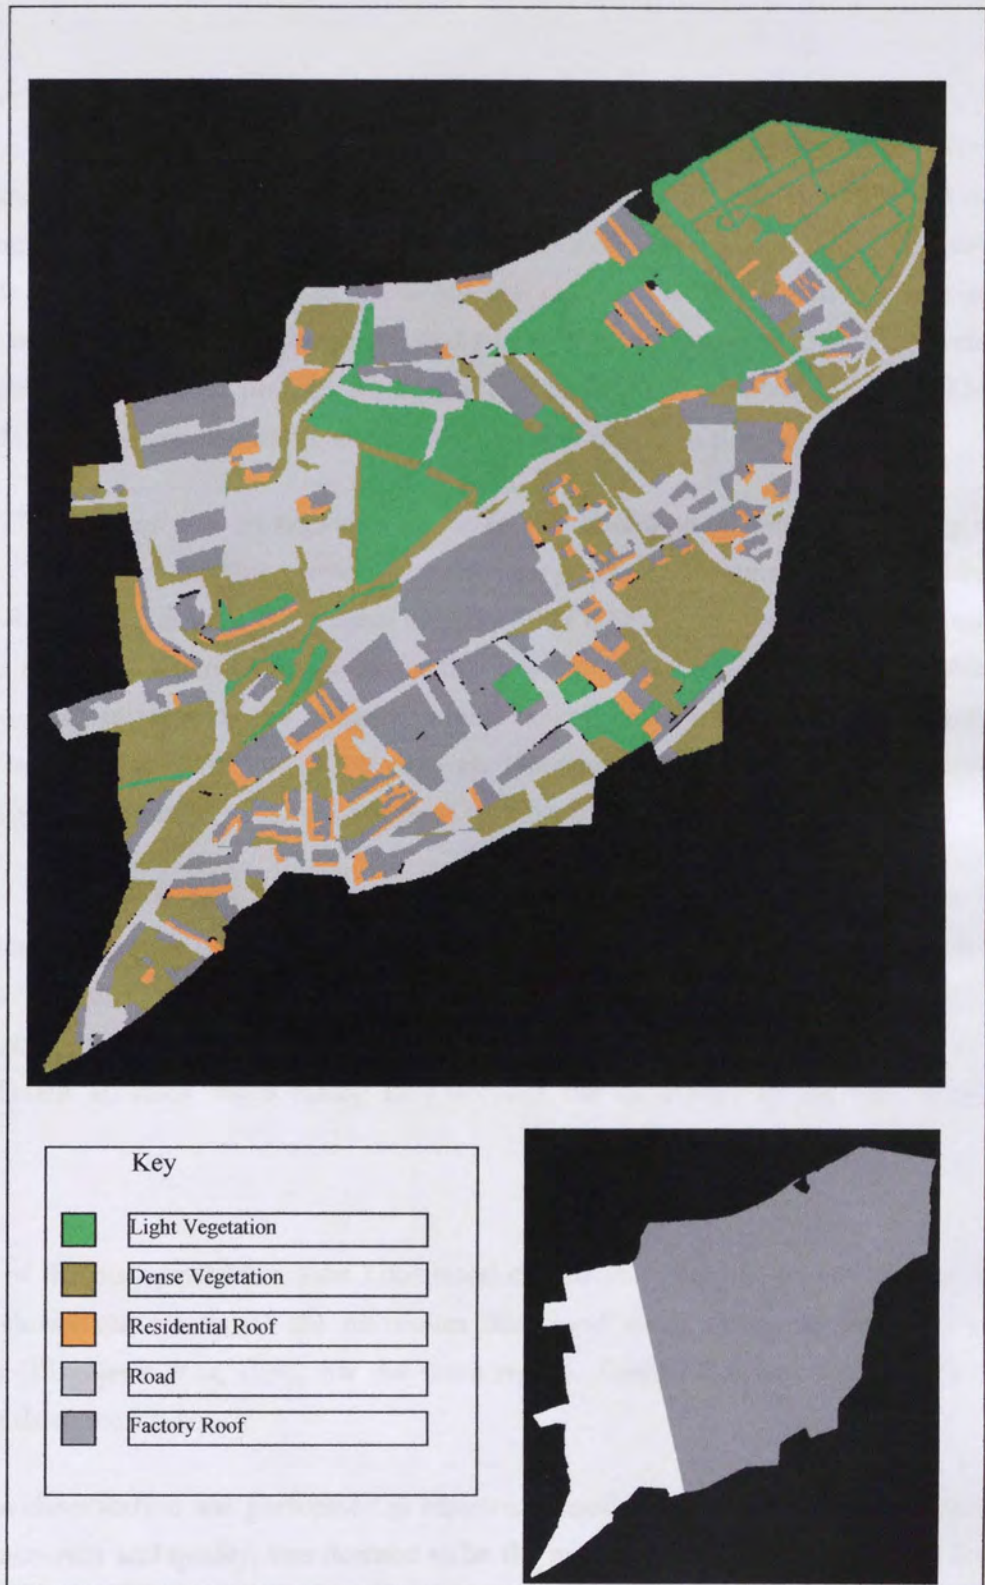 Key
Light Vegetation
Dense Vegetation
Residential Roof
Road
Factory Roof